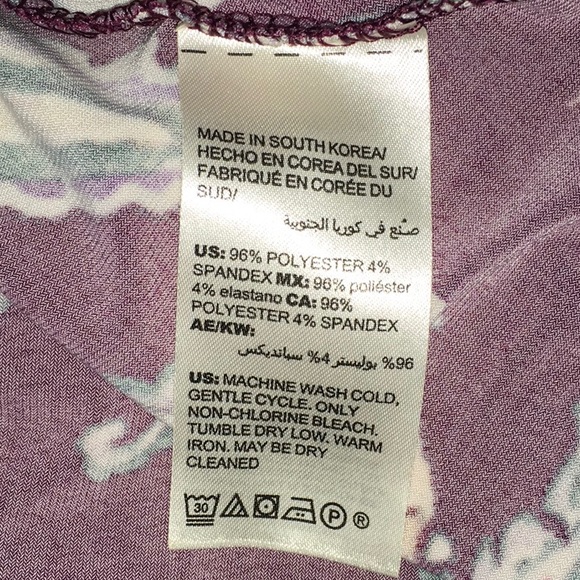 MADE IN SOUTH KOREA/
HECHO EN COREA DEL SUR/
FABRIQUÉ EN CORÉE DU
SUD/
صنع في كوريا الجنوبية
US: 96% POLYESTER 4%
SPANDEX MX: 96% poliéster
4% elastano CA: 96%
POLYESTER 4% SPANDEX
AE/KW:
96% بوليستر 4% سبانديكس
US: MACHINE WASH COLD,
GENTLE CYCLE. ONLY
NON-CHLORINE BLEACH.
TUMBLE DRY LOW. WARM
IRON. MAY BE DRY
CLEANED
30 P ®